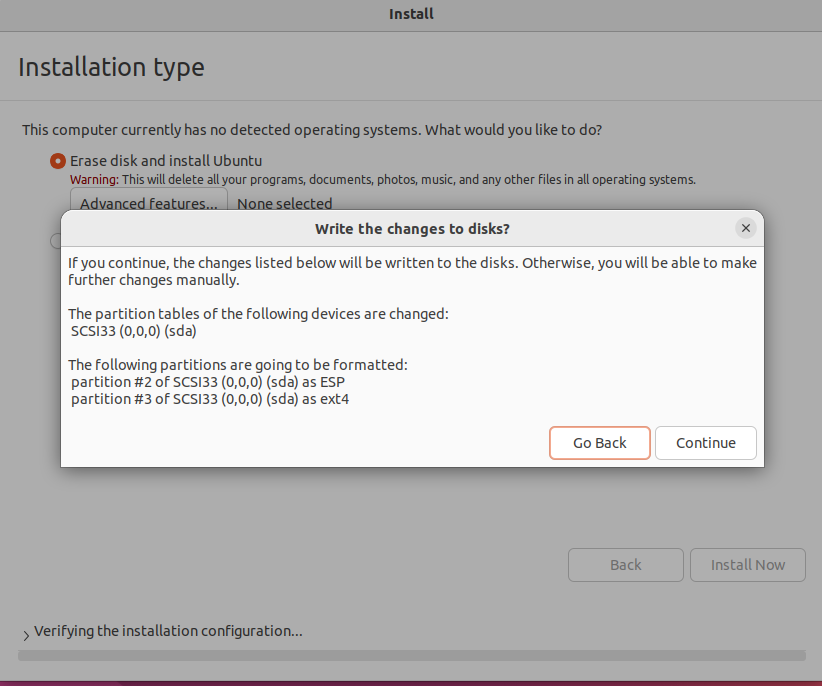 Install
Installation type
This computer currently has no detected operating systems. What would you like to do?
Erase disk and install Ubuntu
Warning: This will delete all your programs, documents, photos, music, and any other files in all operating systems.
Advanced features... None selected
Write the changes to disks?
If you continue, the changes listed below will be written to the disks. Otherwise, you will be able to make
further changes manually.
The partition tables of the following devices are changed:
SCSI33 (0,0,0) (sda)
The following partitions are going to be formatted:
partition #2 of SCSI33 (0,0,0) (sda) as ESP
partition #3 of SCSI33 (0,0,0) (sda) as ext4
Go Back Continue
Back Install Now
Verifying the installation configuration...